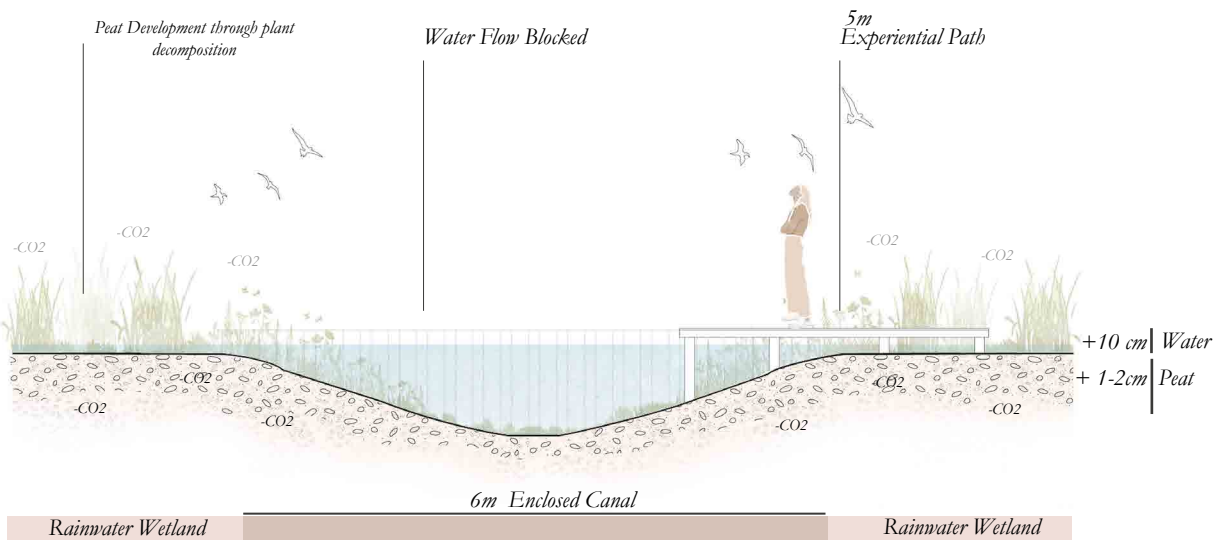 Peat Development through plant
decomposition
Water Flow Blocked
5m
Experiential Path
-CO2
-CO2
-CO2
-CO2
-CO2
+10 cm Water
+ 1-2cm Peat
-CO2
-CO2
-CO2
-CO2
-CO2
-CO2
6m Enclosed Canal
Rainwater Wetland
Rainwater Wetland